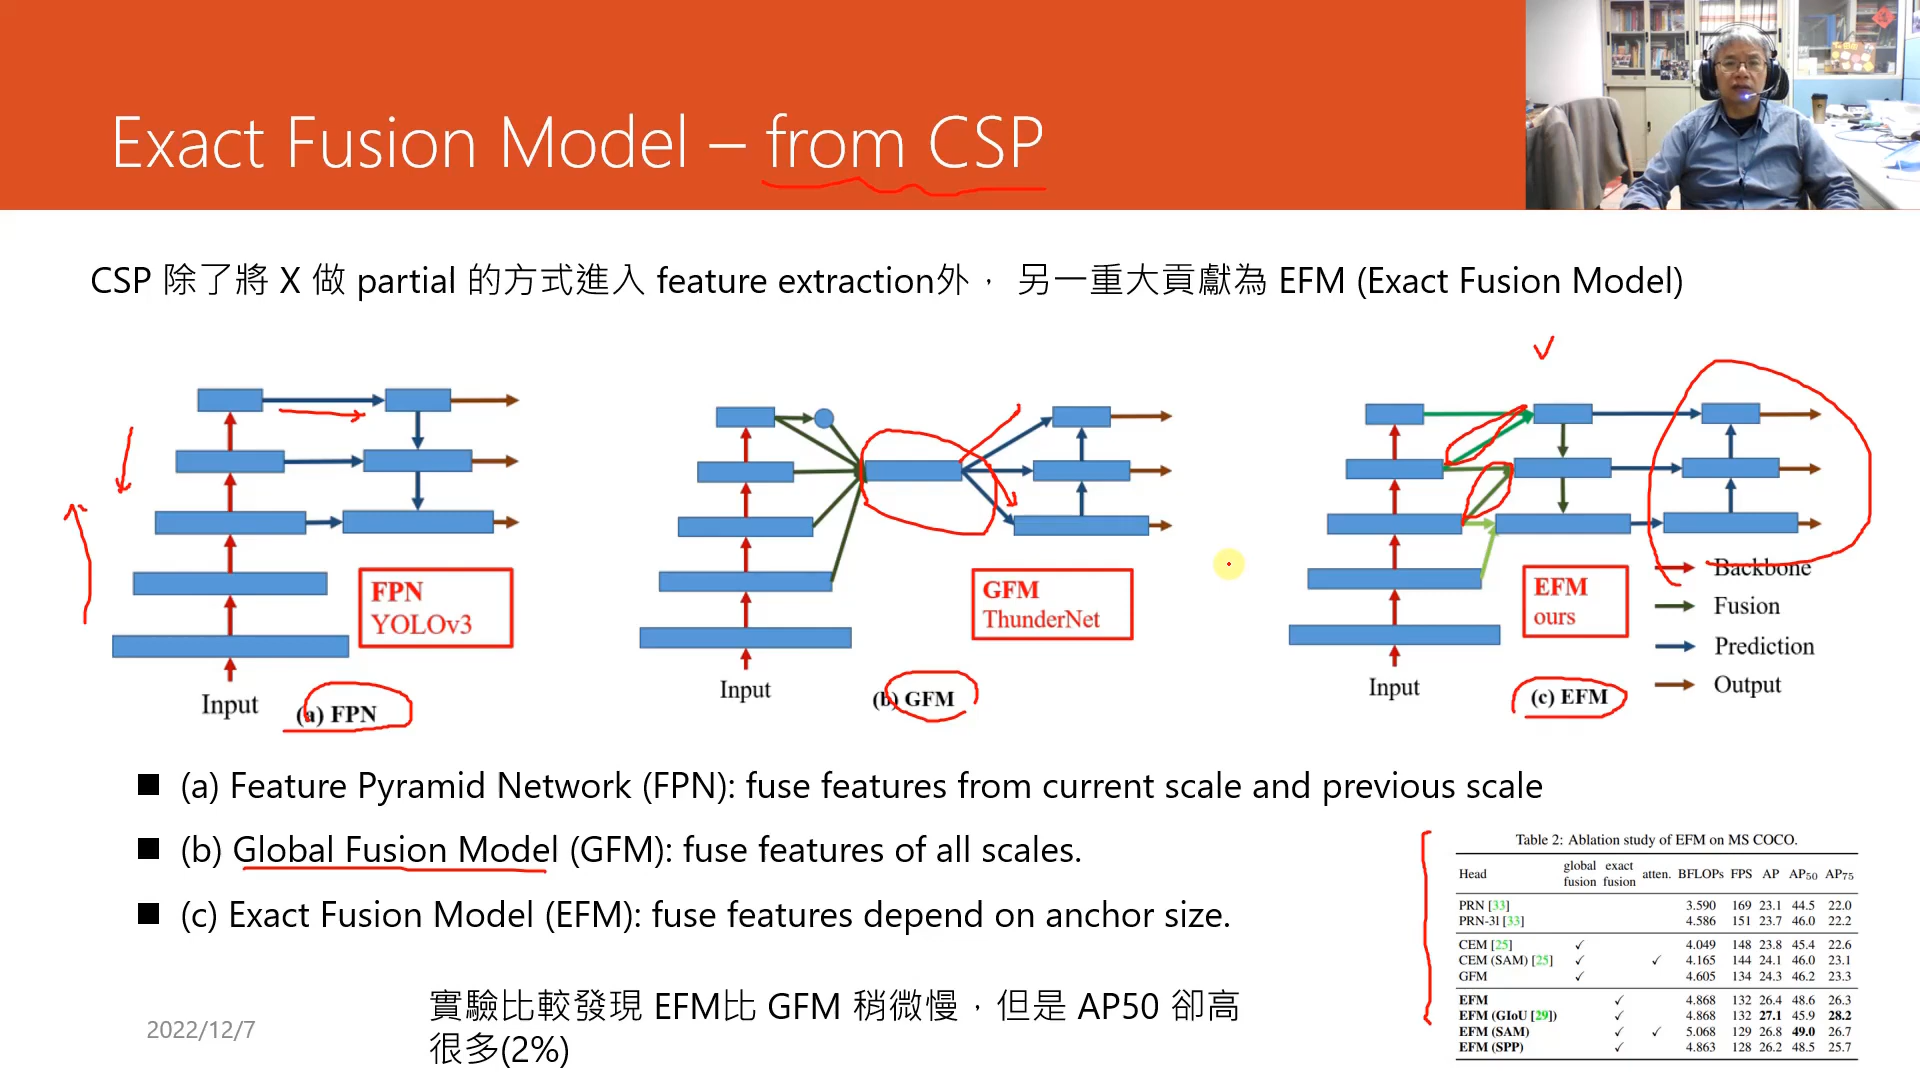 Exact Fusion Model – from CSP
CSP 除了將 X 做 partial 的方式進入 feature extraction外, 另一重大貢獻為 EFM (Exact Fusion Model)
FPN
YOLOv3
Input
(a) FPN
GFM
ThunderNet
Input
(b) GFM
EFM
ours
Input
(c) EFM
Backbone
Fusion
Prediction
Output
■ (a) Feature Pyramid Network (FPN): fuse features from current scale and previous scale
■ (b) Global Fusion Model (GFM): fuse features of all scales.
■ (c) Exact Fusion Model (EFM): fuse features depend on anchor size.
Table 2: Ablation study of EFM on MS COCO.
Head global fusion exact fusion atten. BFLOPs FPS AP AP50 AP75
PRN [33] 3.590 169 23.1 44.5 22.0
PRN-3l [33] 4.586 151 23.7 46.0 22.2
CEM [25] ✓ 4.049 148 23.8 45.4 22.6
CEM (SAM) [25] ✓ ✓ 4.165 144 24.1 46.0 23.1
GFM ✓ 4.605 134 24.3 46.2 23.3
EFM ✓ 4.868 132 26.4 48.6 26.3
EFM (GIoU [29]) ✓ 4.868 132 27.1 45.9 28.2
EFM (SAM) ✓ ✓ 5.068 129 26.8 49.0 26.7
EFM (SPP) ✓ 4.863 128 26.2 48.5 25.7
實驗比較發現 EFM比 GFM 稍微慢,但是 AP50 卻高
很多(2%)
2022/12/7